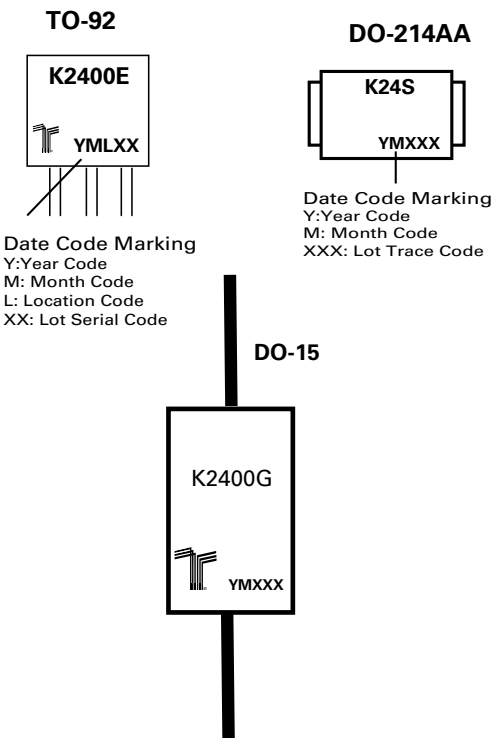 TO-92
K2400E
YMLXX
Date Code Marking
Y:Year Code
M: Month Code
L: Location Code
XX: Lot Serial Code
DO-214AA
K24S
YMXXX
Date Code Marking
Y:Year Code
M: Month Code
XXX: Lot Trace Code
DO-15
K2400G
YMXXX